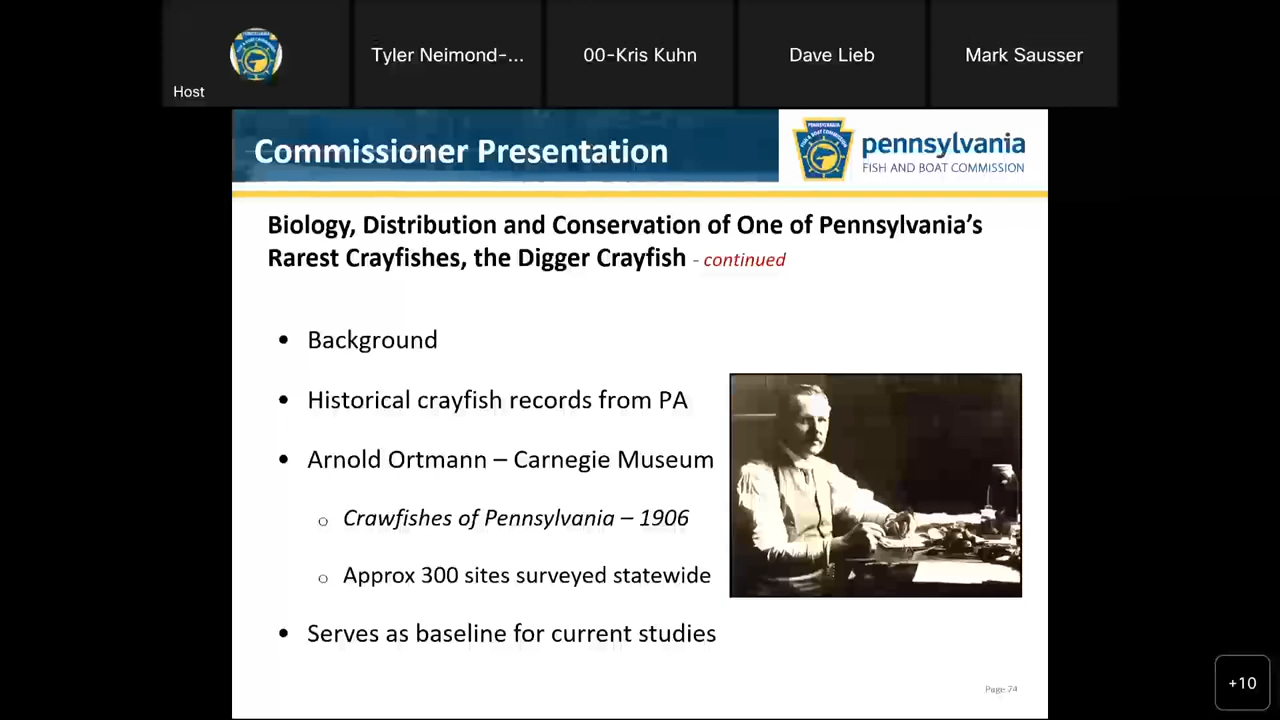 Tyler Neimond-...
00-Kris Kuhn
Dave Lieb
Mark Sausser
Host
Commissioner Presentation
pennsylvania
FISH AND BOAT COMMISSION
Biology, Distribution and Conservation of One of Pennsylvania's
Rarest Crayfishes, the Digger Crayfish - continued
• Background
• Historical crayfish records from PA
• Arnold Ortmann – Carnegie Museum
o Crawfishes of Pennsylvania – 1906
o Approx 300 sites surveyed statewide
• Serves as baseline for current studies
Page 74
+10